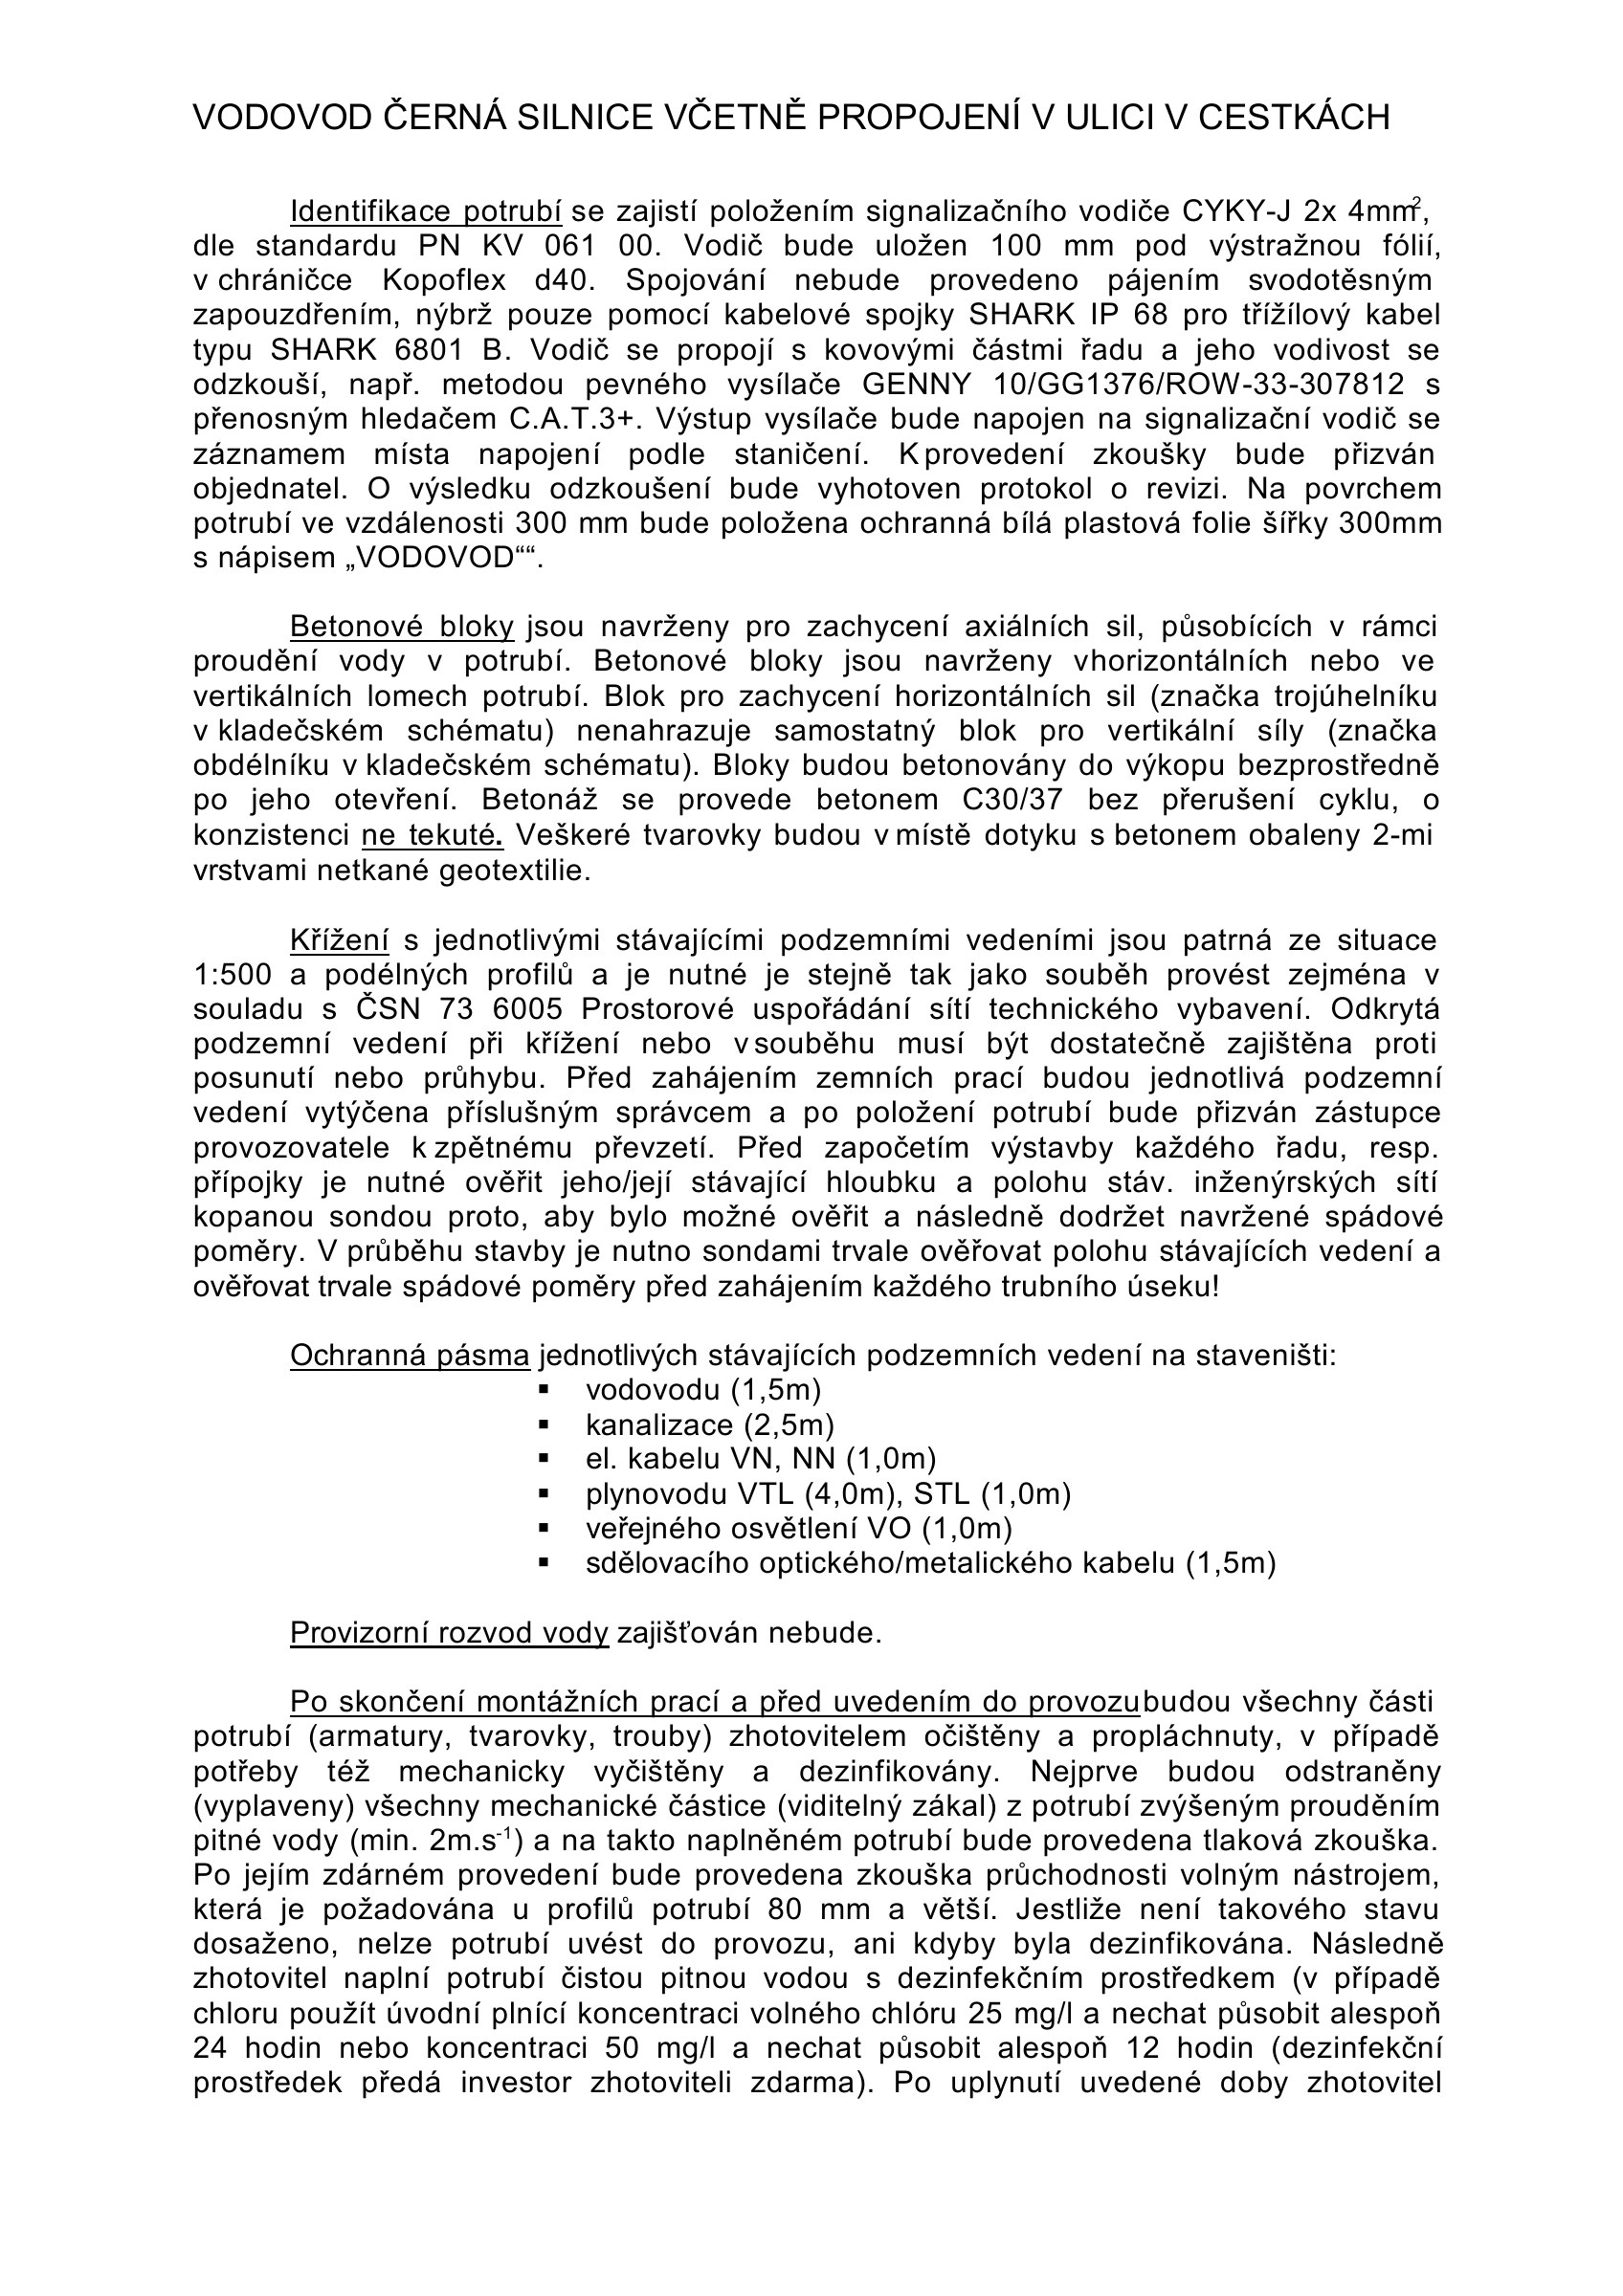 VODOVOD ČERNÁ SILNICE VČETNĚ PROPOJENÍ V ULICI V CESTKÁCH
Identifikace potrubí se zajistí položením signalizačního vodiče CYKY-J 2x 4mm²,
dle standardu PN KV 061 00. Vodič bude uložen 100 mm pod výstražnou fólií,
v chráničce Kopoflex d40. Spojování nebude provedeno pájením svodotěsným
zapouzdřením, nýbrž pouze pomocí kabelové spojky SHARK IP 68 pro třížílový kabel
typu SHARK 6801 B. Vodič se propojí s kovovými částmi řadu a jeho vodivost se
odzkouší, např. metodou pevného vysílače GENNY 10/GG1376/ROW-33-307812 s
přenosným hledačem C.A.T.3+. Výstup vysílače bude napojen na signalizační vodič se
záznamem místa napojení podle staničení. K provedení zkoušky bude přizván
objednatel. O výsledku odzkoušení bude vyhotoven protokol o revizi. Na povrchem
potrubí ve vzdálenosti 300 mm bude položena ochranná bílá plastová folie šířky 300mm
s nápisem „VODOVOD““.
Betonové bloky jsou navrženy pro zachycení axiálních sil, působících v rámci
proudění vody v potrubí. Betonové bloky jsou navrženy vhorizontálních nebo ve
vertikálních lomech potrubí. Blok pro zachycení horizontálních sil (značka trojúhelníku
v kladečském schématu) nenahrazuje samostatný blok pro vertikální síly (značka
obdélníku v kladečském schématu). Bloky budou betonovány do výkopu bezprostředně
po jeho otevření. Betonáž se provede betonem C30/37 bez přerušení cyklu, o
konzistenci ne tekuté. Veškeré tvarovky budou v místě dotyku s betonem obaleny 2-mi
vrstvami netkané geotextilie.
Křížení s jednotlivými stávajícími podzemními vedeními jsou patrná ze situace
1:500 a podélných profilů a je nutné je stejně tak jako souběh provést zejména v
souladu s ČSN 73 6005 Prostorové uspořádání sítí technického vybavení. Odkrytá
podzemní vedení při křížení nebo v souběhu musí být dostatečně zajištěna proti
posunutí nebo průhybu. Před zahájením zemních prací budou jednotlivá podzemní
vedení vytýčena příslušným správcem a po položení potrubí bude přizván zástupce
provozovatele k zpětnému převzetí. Před započetím výstavby každého řadu, resp.
přípojky je nutné ověřit jeho/její stávající hloubku a polohu stáv. inženýrských sítí
kopanou sondou proto, aby bylo možné ověřit a následně dodržet navržené spádové
poměry. V průběhu stavby je nutno sondami trvale ověřovat polohu stávajících vedení a
ověřovat trvale spádové poměry před zahájením každého trubního úseku!
Ochranná pásma jednotlivých stávajících podzemních vedení na staveništi:
▪ vodovodu (1,5m)
▪ kanalizace (2,5m)
▪ el. kabelu VN, NN (1,0m)
▪ plynovodu VTL (4,0m), STL (1,0m)
▪ veřejného osvětlení VO (1,0m)
▪ sdělovacího optického/metalického kabelu (1,5m)
Provizorní rozvod vody zajišťován nebude.
Po skončení montážních prací a před uvedením do provozu budou všechny části
potrubí (armatury, tvarovky, trouby) zhotovitelem očištěny a propláchnuty, v případě
potřeby též mechanicky vyčištěny a dezinfikovány. Nejprve budou odstraněny
(vyplaveny) všechny mechanické částice (viditelný zákal) z potrubí zvýšeným prouděním
pitné vody (min. 2m.s⁻¹) a na takto naplněném potrubí bude provedena tlaková zkouška.
Po jejím zdárném provedení bude provedena zkouška průchodnosti volným nástrojem,
která je požadována u profilů potrubí 80 mm a větší. Jestliže není takového stavu
dosaženo, nelze potrubí uvést do provozu, ani kdyby byla dezinfikována. Následně
zhotovitel naplní potrubí čistou pitnou vodou s dezinfekčním prostředkem (v případě
chloru použít úvodní plnící koncentraci volného chlóru 25 mg/l a nechat působit alespoň
24 hodin nebo koncentraci 50 mg/l a nechat působit alespoň 12 hodin (dezinfekční
prostředek předá investor zhotoviteli zdarma). Po uplynutí uvedené doby zhotovitel